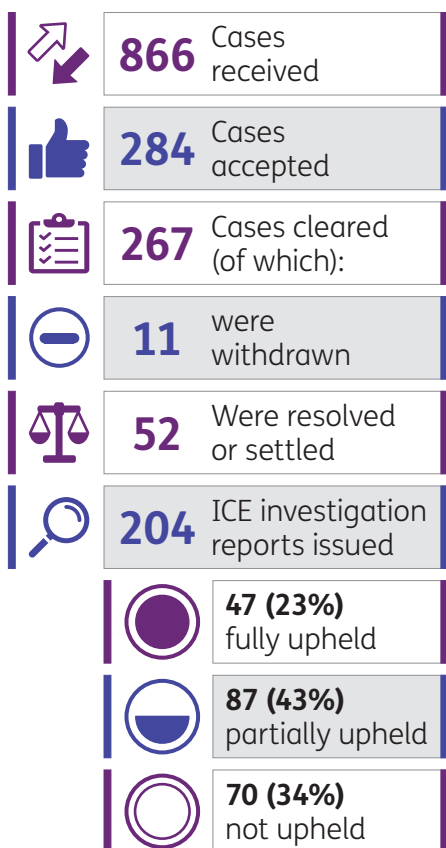 866 Cases
received
284 Cases
accepted
267 Cases cleared
(of which):
11 were
withdrawn
52 Were resolved
or settled
204 ICE investigation
reports issued
47 (23%)
fully upheld
87 (43%)
partially upheld
70 (34%)
not upheld